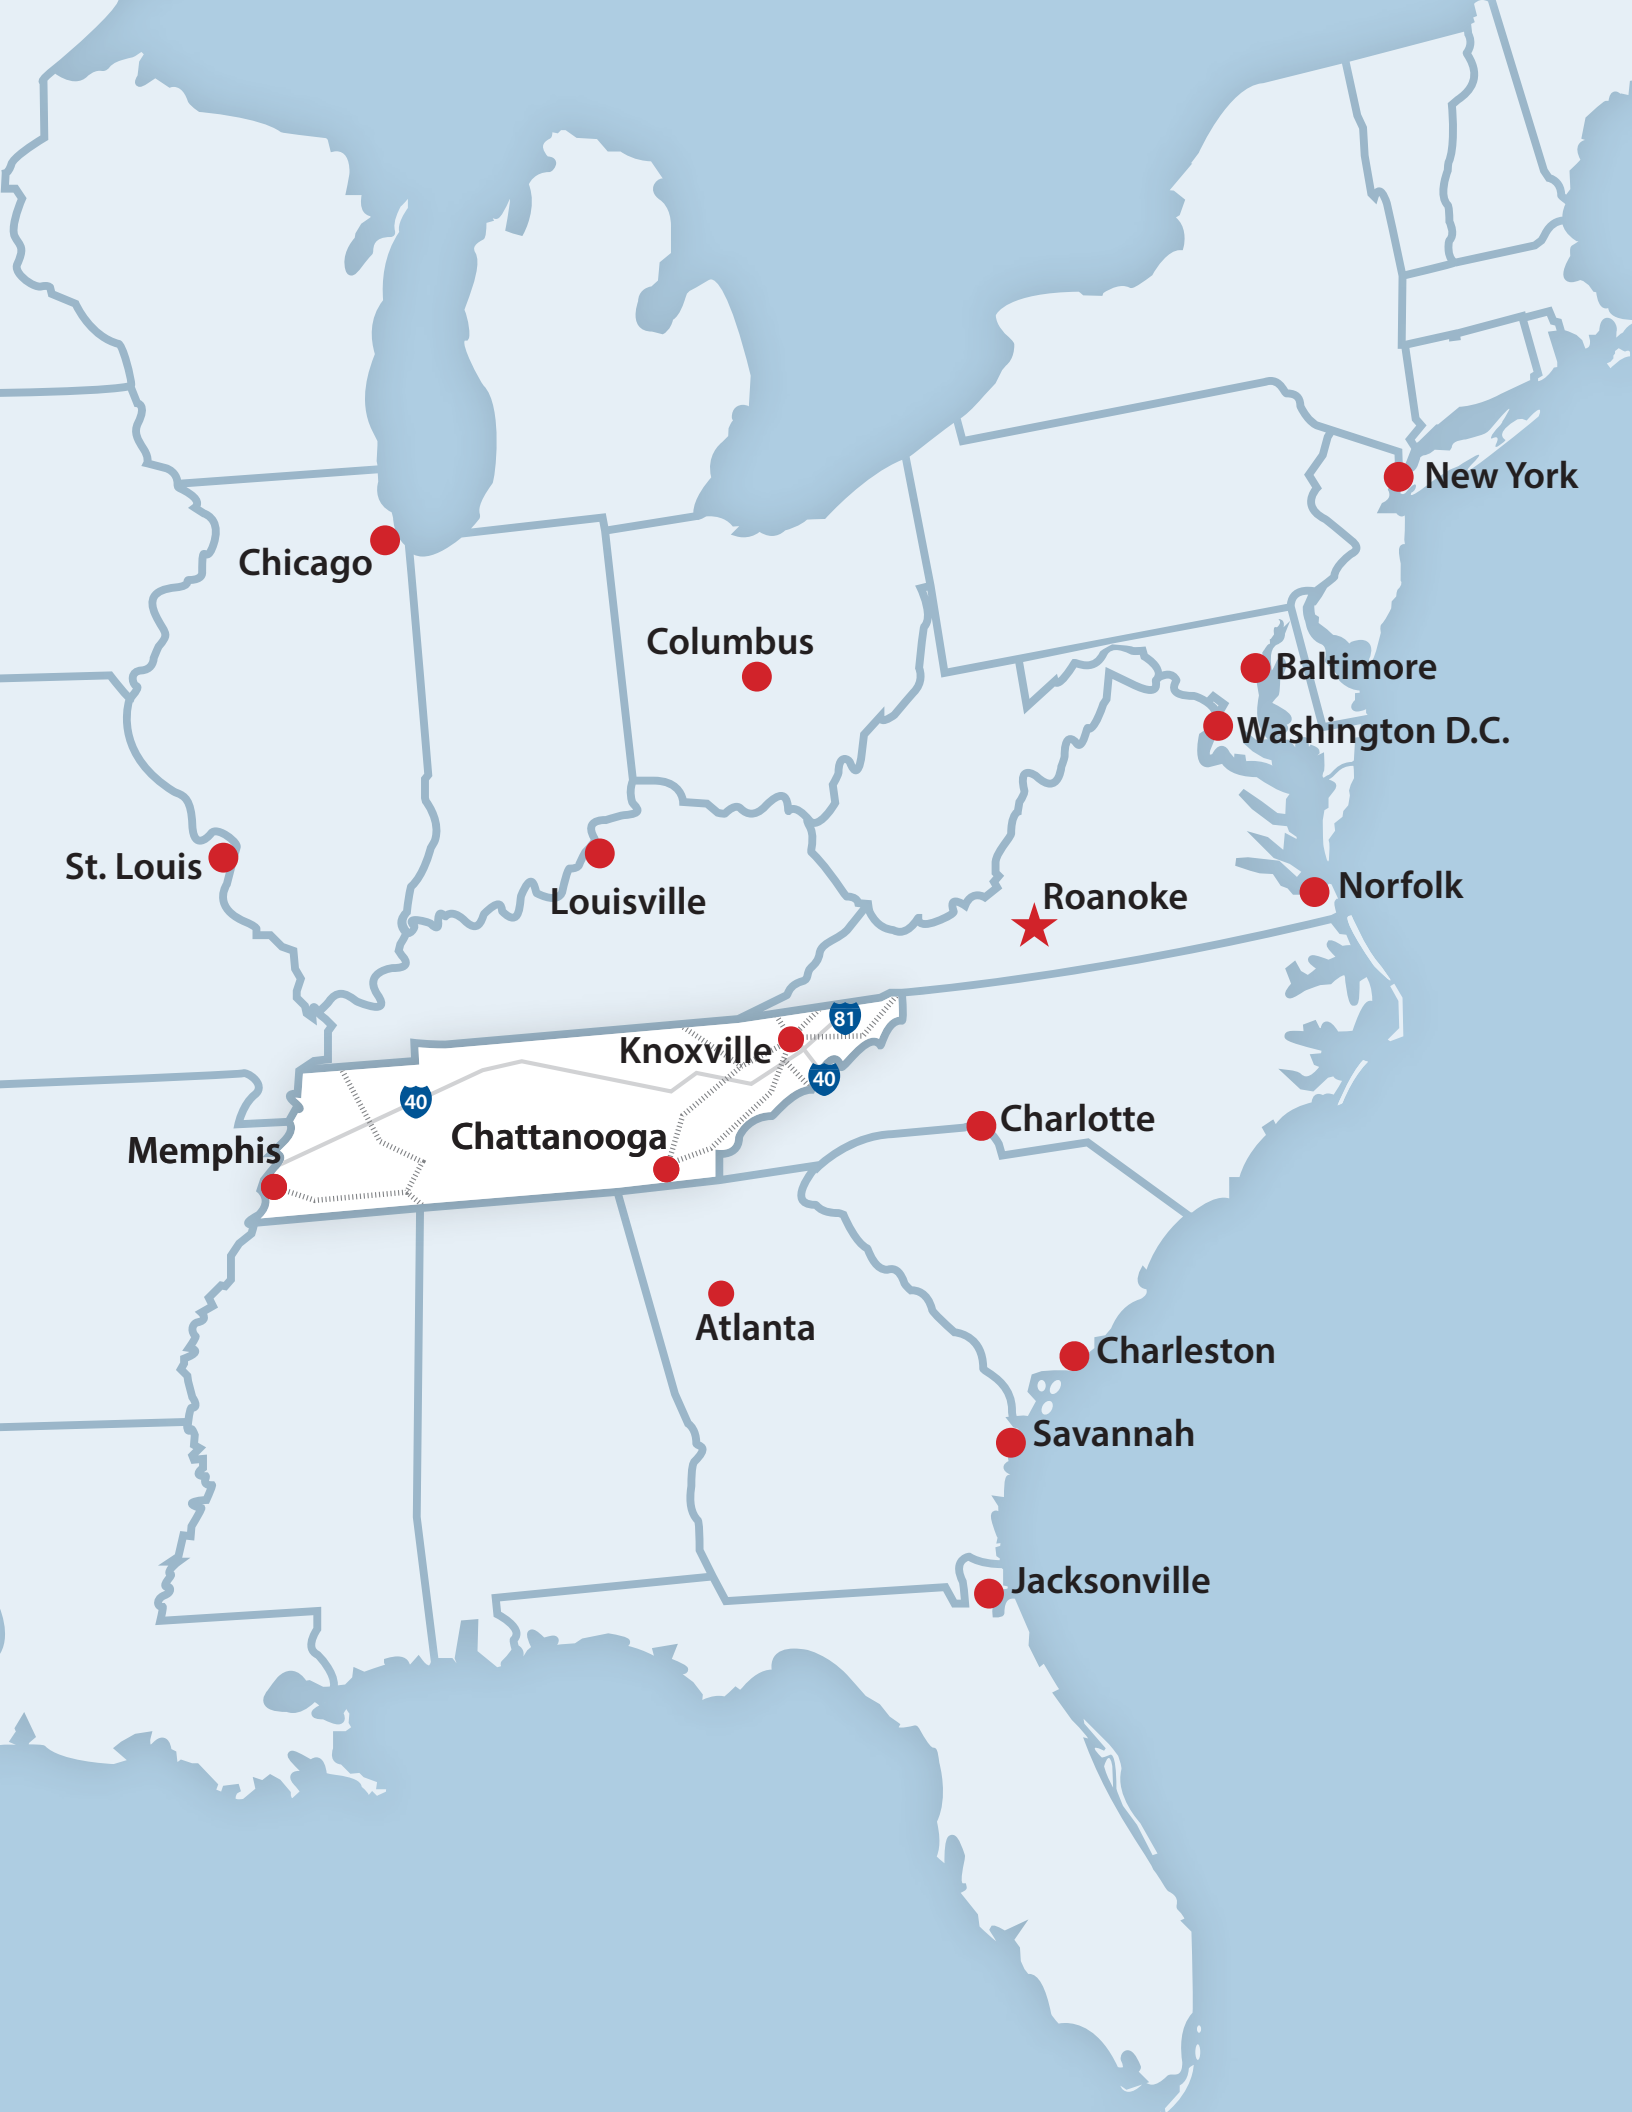 New York
Chicago
Columbus
Baltimore
Washington D.C.
St. Louis
Louisville
Roanoke
Norfolk
81
Knoxville
40
40
Charlotte
Chattanooga
Memphis
Atlanta
Charleston
Savannah
Jacksonville